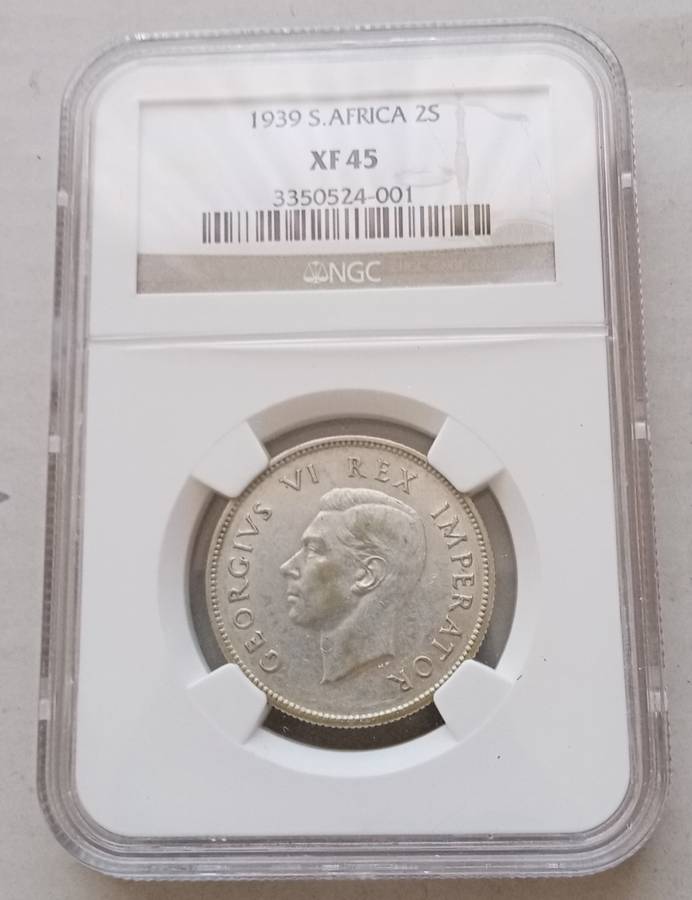 1939 S.AFRICA 2S
XF 45
3350524-001
NGC
GEORGIVS VI REX IMPERATOR